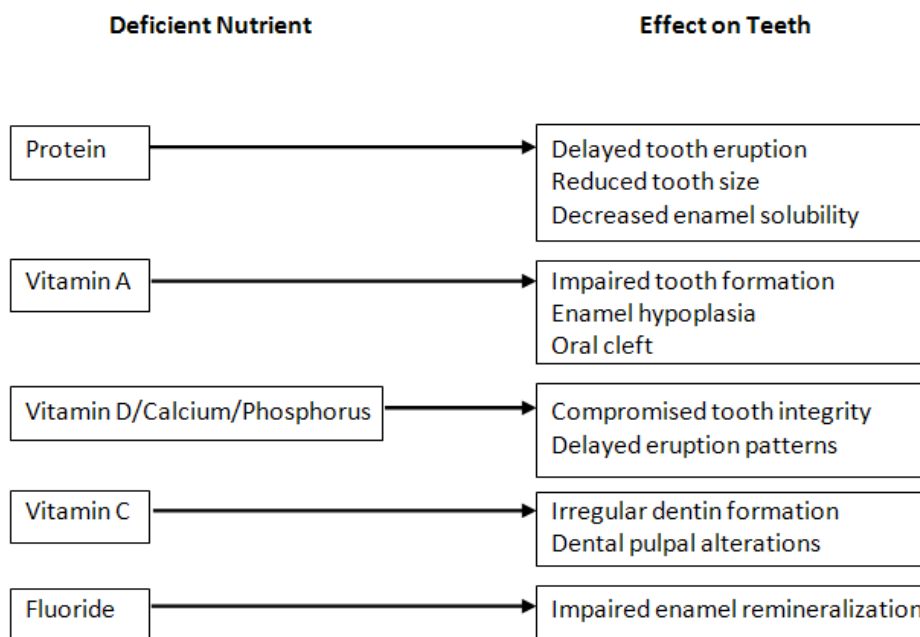 Deficient Nutrient
Effect on Teeth
Protein
Delayed tooth eruption
Reduced tooth size
Decreased enamel solubility
Vitamin A
Impaired tooth formation
Enamel hypoplasia
Oral cleft
Vitamin D/Calcium/Phosphorus
Compromised tooth integrity
Delayed eruption patterns
Vitamin C
Irregular dentin formation
Dental pulpal alterations
Fluoride
Impaired enamel remineralization